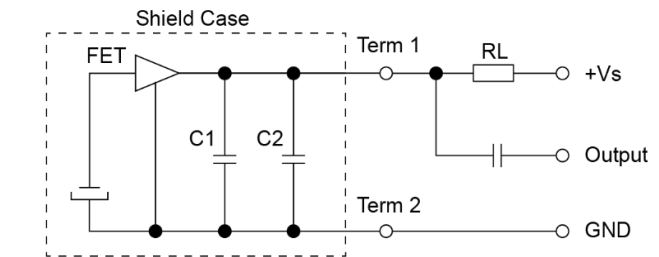 Shield Case
FET
Term 1
RL
+Vs
C1
C2
Output
Term 2
GND